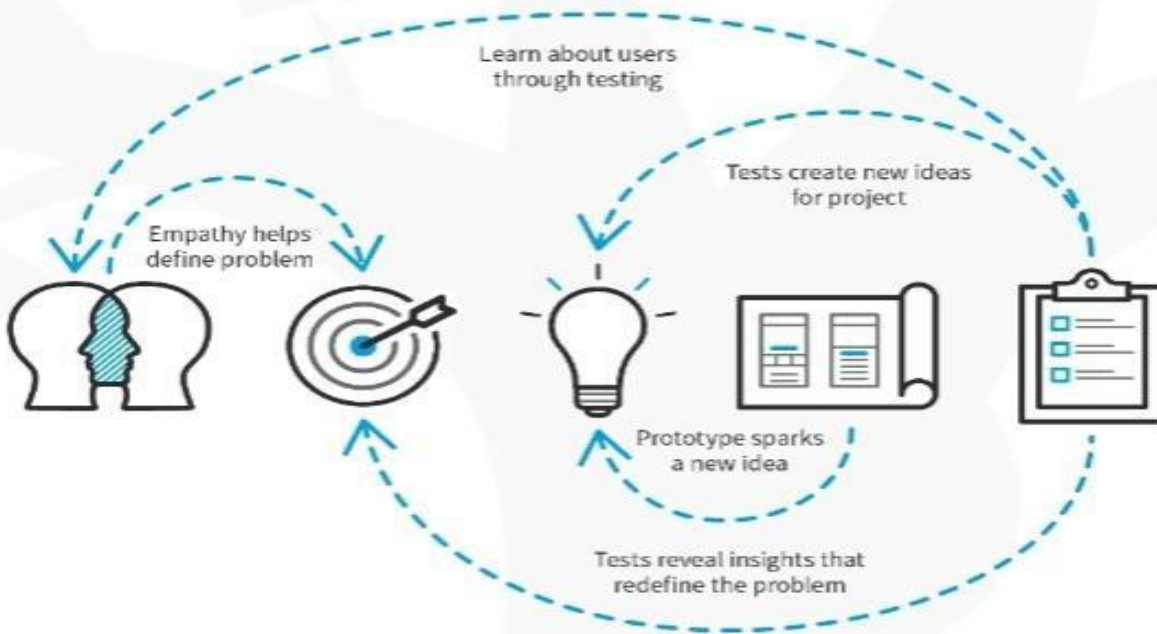 Learn about users
through testing
Tests create new ideas
for project
Empathy helps
define problem
Prototype sparks
a new idea
Tests reveal insights that
redefine the problem